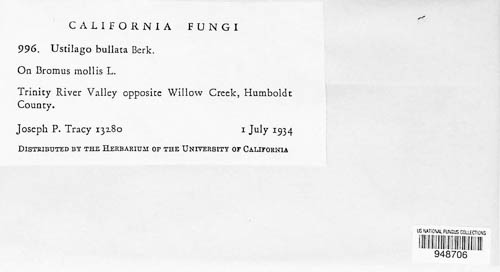 CALIFORNIA FUNGI
996. Ustilago bullata Berk.
On Bromus mollis L.
Trinity River Valley opposite Willow Creek, Humboldt
County.
Joseph P. Tracy 13280 1 July 1934
DISTRIBUTED BY THE HERBARIUM OF THE UNIVERSITY OF CALIFORNIA
US NATIONAL FUNGUS COLLECTIONS
948706